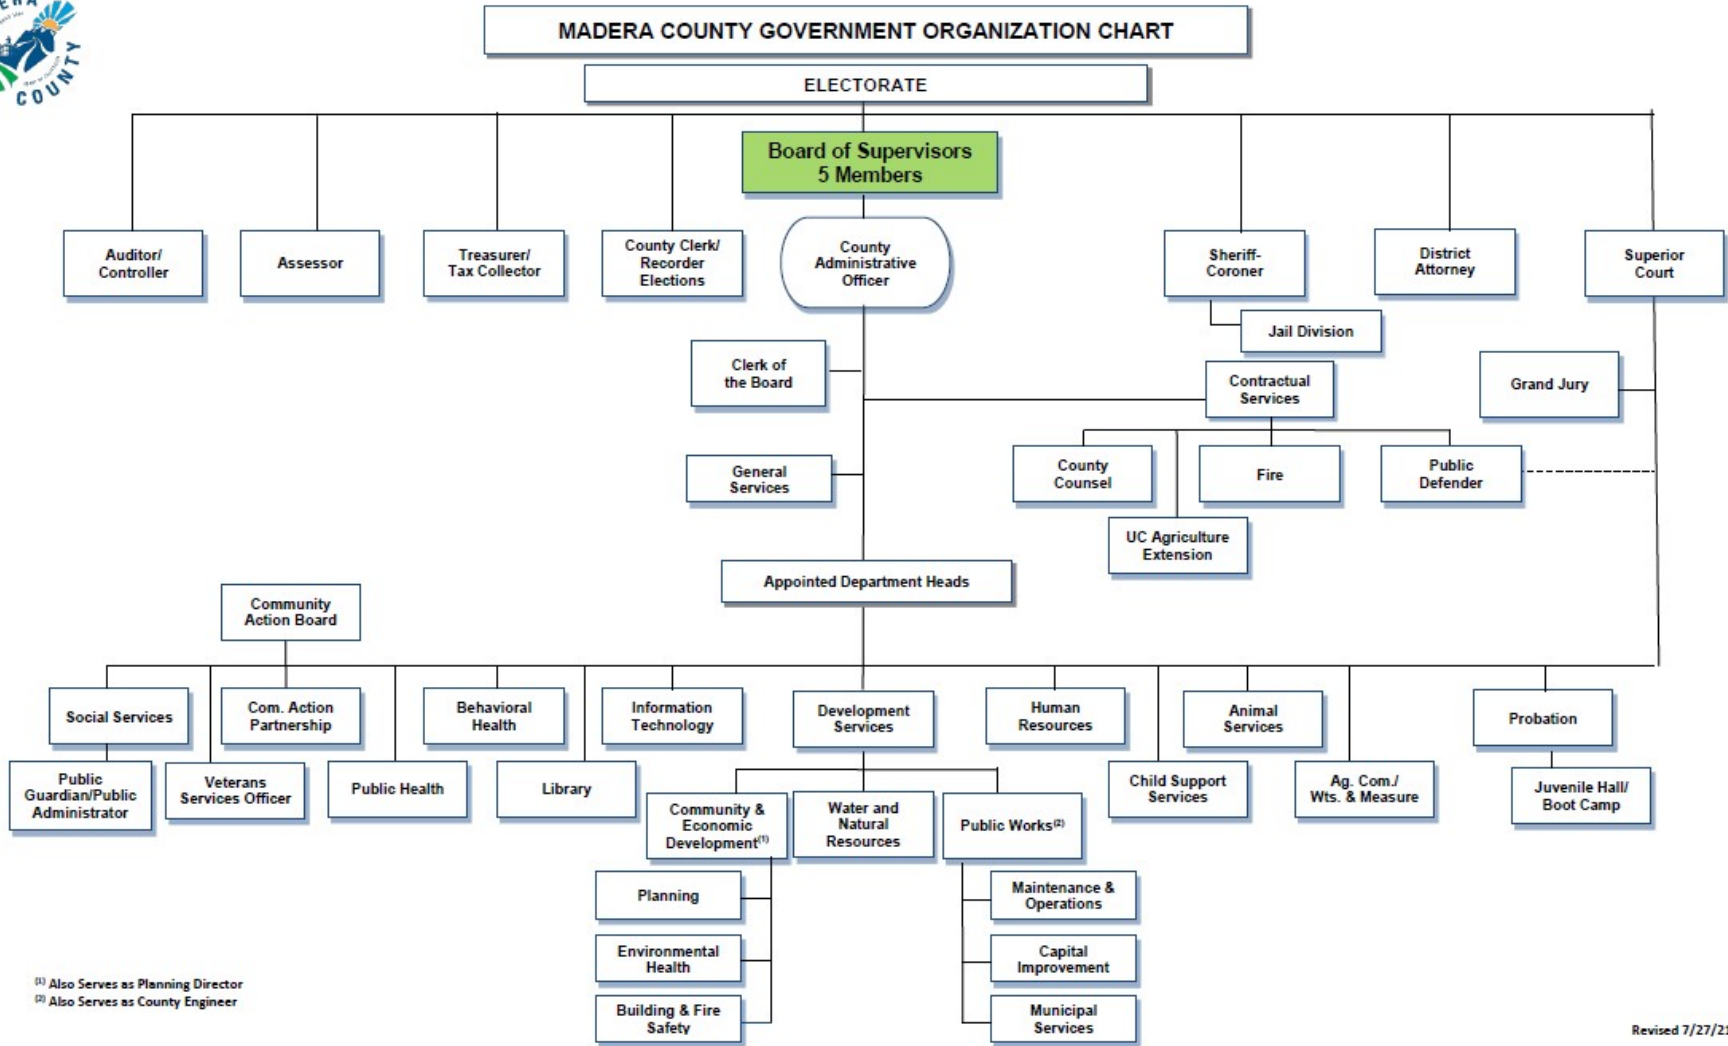 COUNTY
MADERA COUNTY GOVERNMENT ORGANIZATION CHART
ELECTORATE
Board of Supervisors
5 Members
Auditor/
Controller
Assessor
Treasurer/
Tax Collector
County Clerk/
Recorder
Elections
County
Administrative
Officer
Sheriff-
Coroner
District
Attorney
Superior
Court
Jail Division
Clerk of
the Board
Contractual
Services
Grand Jury
General
Services
County
Counsel
Fire
Public
Defender
UC Agriculture
Extension
Appointed Department Heads
Community
Action Board
Social Services
Com. Action
Partnership
Behavioral
Health
Information
Technology
Development
Services
Human
Resources
Animal
Services
Probation
Public
Guardian/Public
Administrator
Veterans
Services Officer
Public Health
Library
Community &
Economic
Development(1)
Water and
Natural
Resources
Public Works(2)
Child Support
Services
Ag. Com./
Wts. & Measure
Juvenile Hall/
Boot Camp
Planning
Environmental
Health
Building & Fire
Safety
Maintenance &
Operations
Capital
Improvement
Municipal
Services
(1) Also Serves as Planning Director
(2) Also Serves as County Engineer
Revised 7/27/21